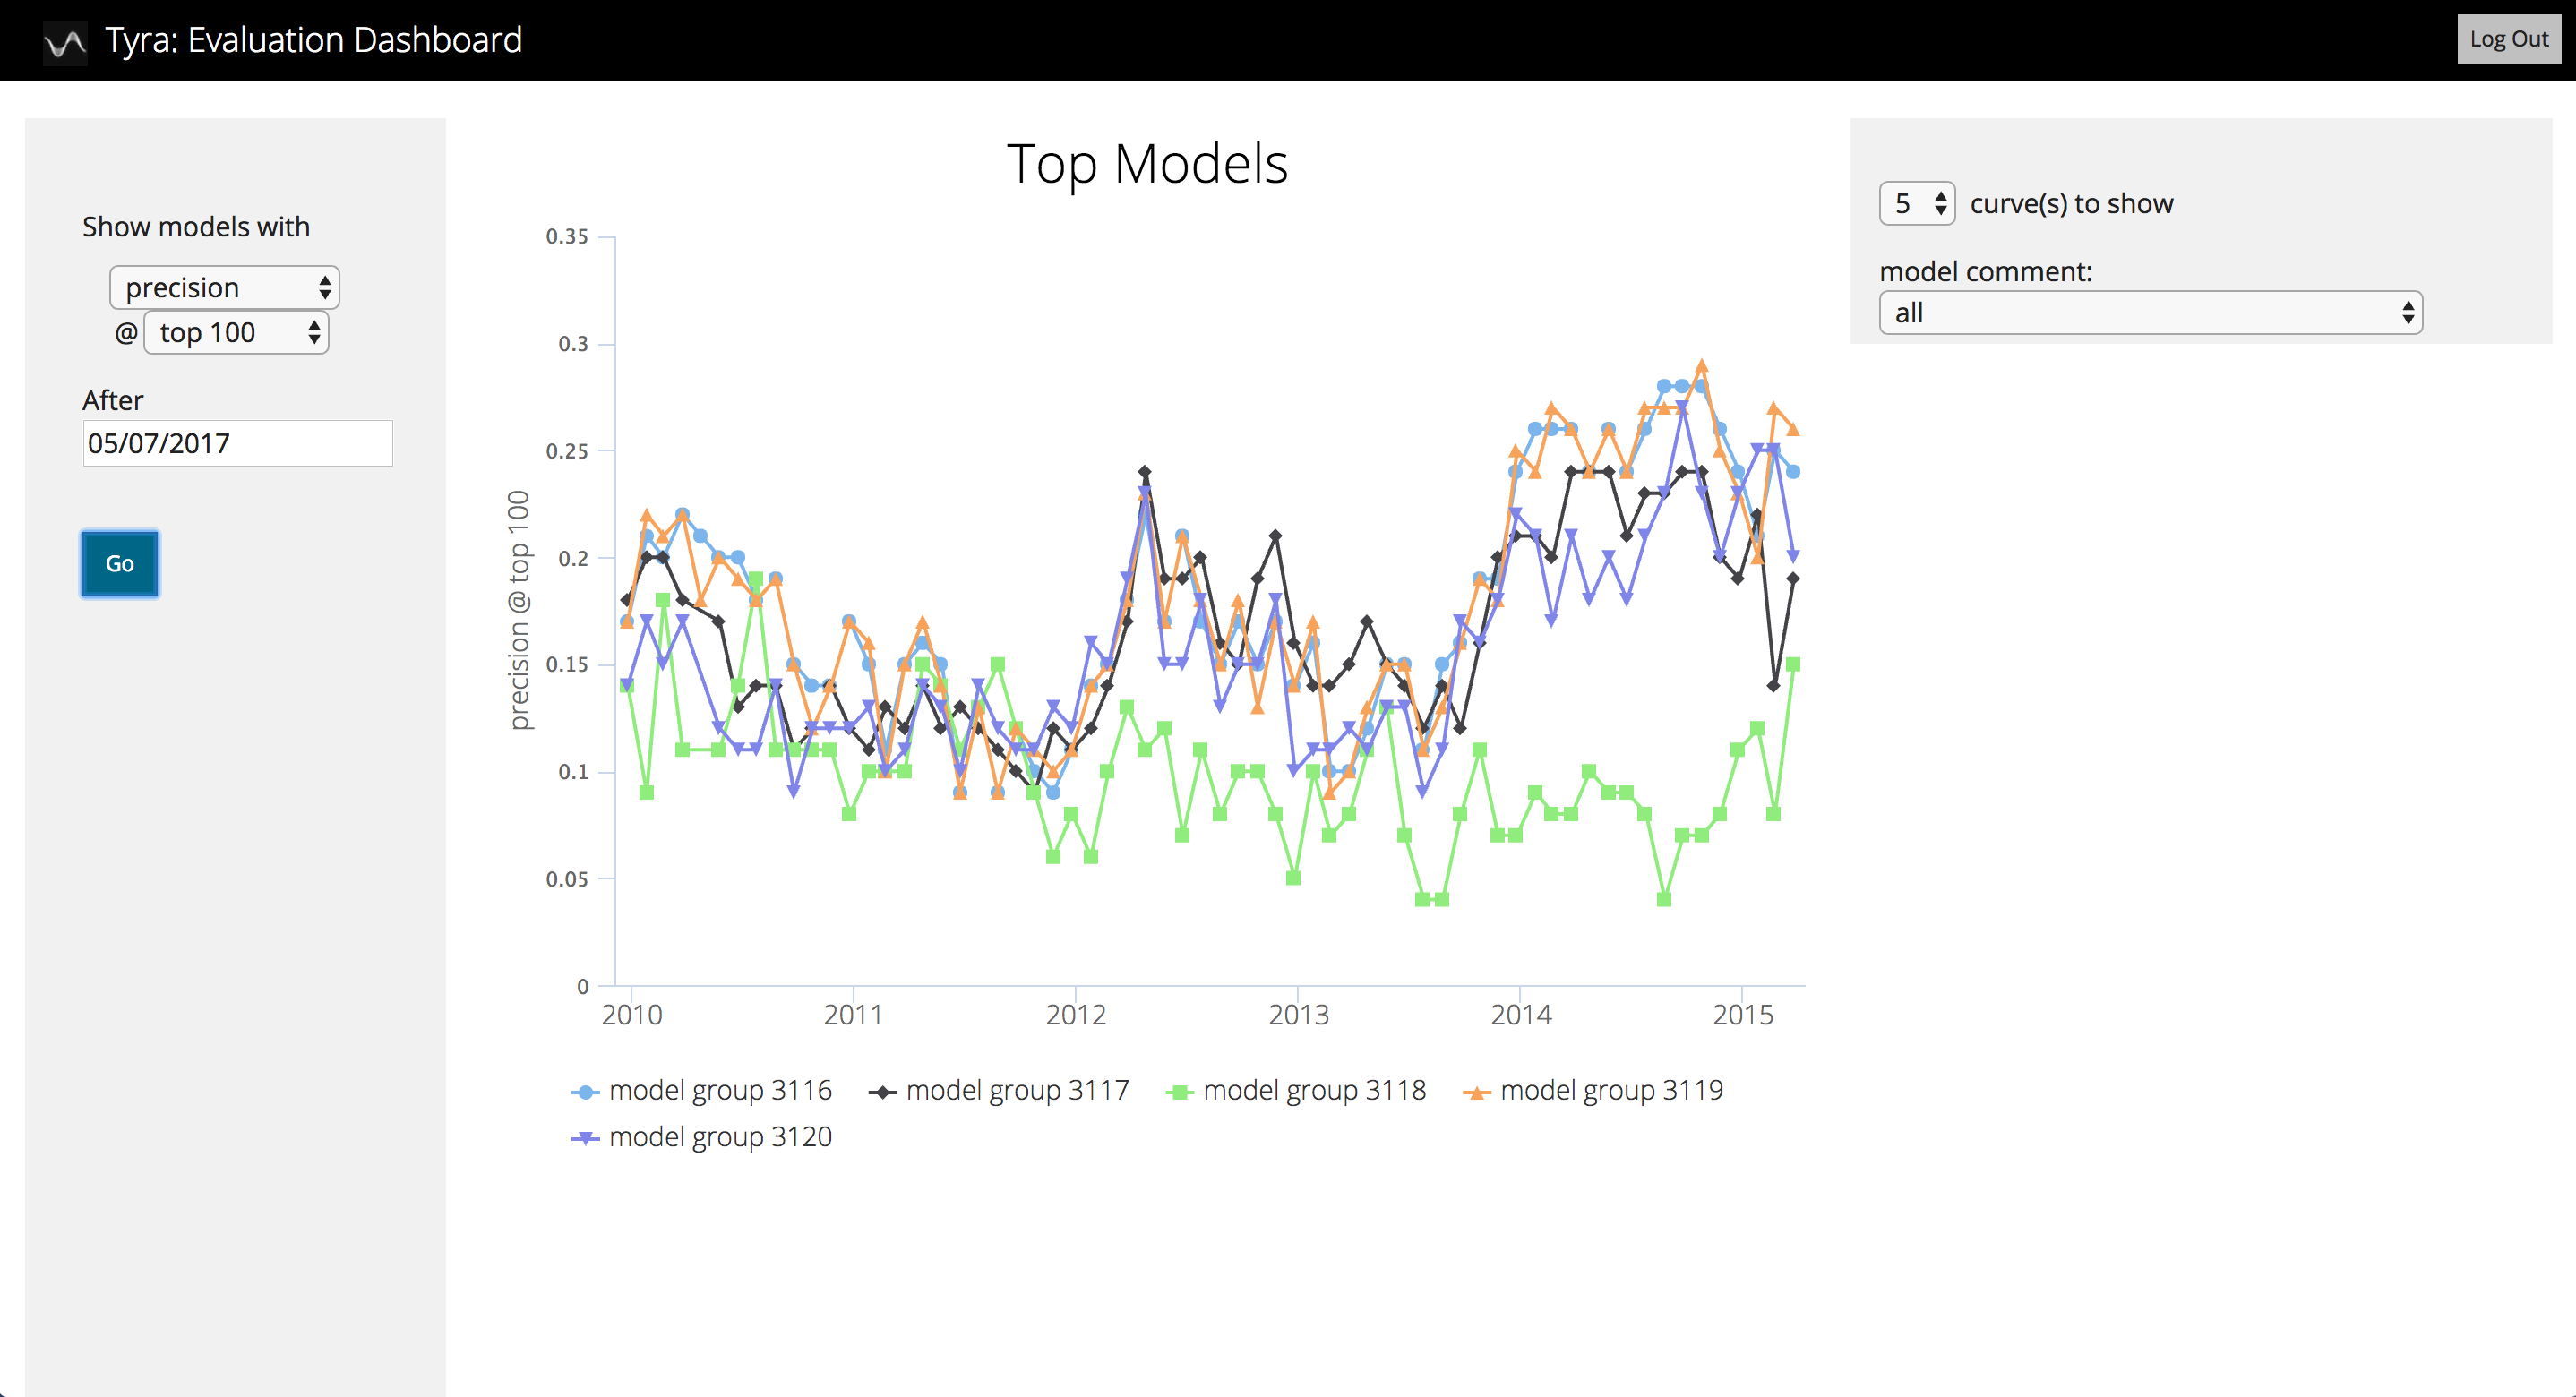 Tyra: Evaluation Dashboard
Log Out
Show models with
precision
@ top 100
After
05/07/2017
Go
Top Models
precision @ top 100
0.35
0.3
0.25
0.2
0.15
0.1
0.05
0
2010 2011 2012 2013 2014 2015
model group 3116 model group 3117 model group 3118 model group 3119
model group 3120
5 curve(s) to show
model comment:
all